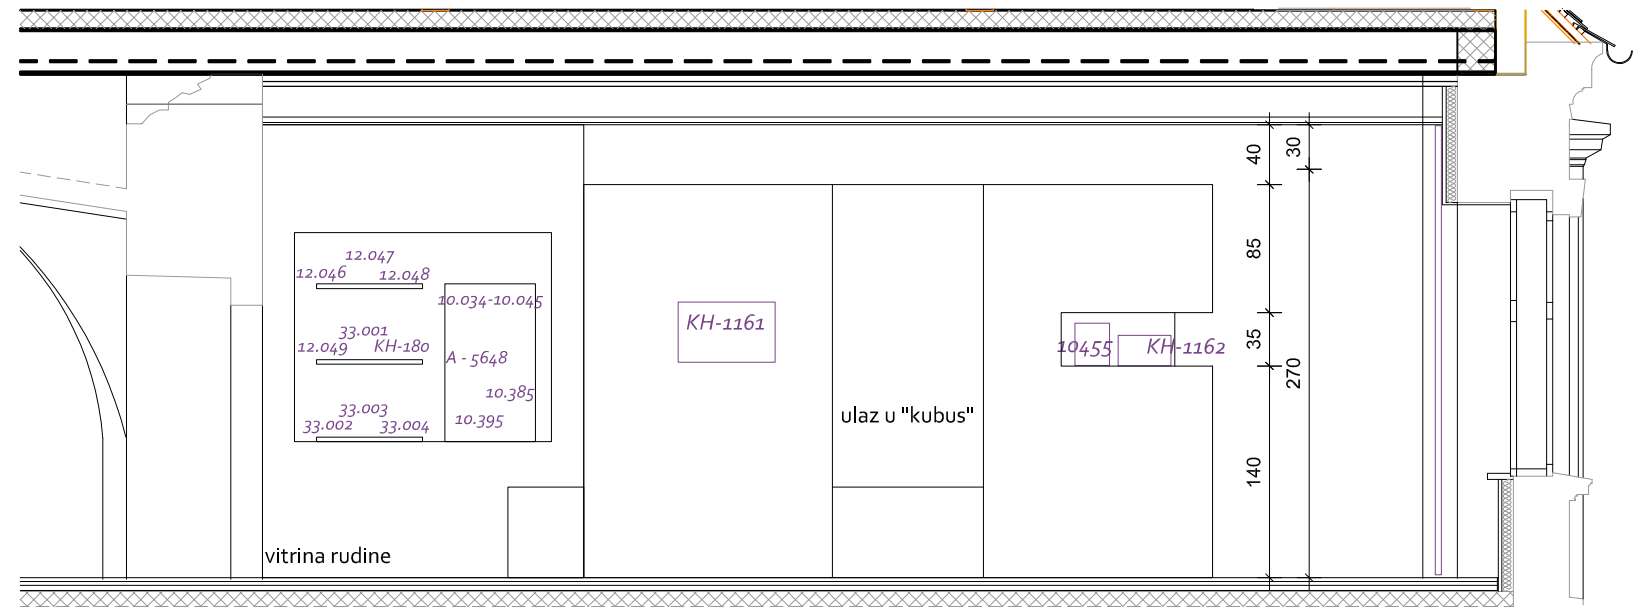 12.047
12.046 12.048
10.034-10.045
33.001
12.049 KH-180
A - 5648
10.385
33.003
33.002 33.004
10.395
KH-1161
10455 KH-1162
ulaz u "kubus"
vitrina rudine
40
30
85
35
270
140